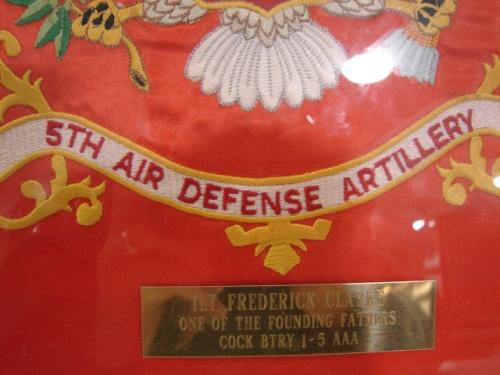 5TH AIR DEFENSE ARTILLERY
1LT FREDERICK CLARKE
ONE OF THE FOUNDING FATHERS
COCK BTRY 1-5 AAA